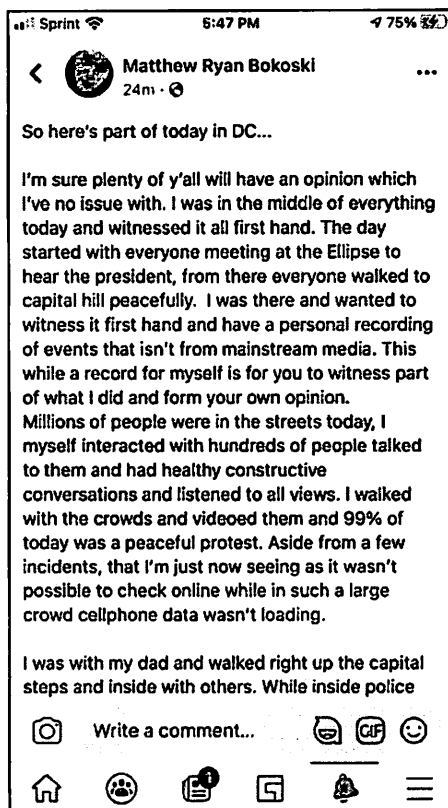 Sprint 5:47 PM 75%
Matthew Ryan Bokoski
24m ·
So here's part of today in DC...
I'm sure plenty of y'all will have an opinion which
I've no issue with. I was in the middle of everything
today and witnessed it all first hand. The day
started with everyone meeting at the Ellipse to
hear the president, from there everyone walked to
capital hill peacefully. I was there and wanted to
witness it first hand and have a personal recording
of events that isn't from mainstream media. This
while a record for myself is for you to witness part
of what I did and form your own opinion.
Millions of people were in the streets today, I
myself interacted with hundreds of people talked
to them and had healthy constructive
conversations and listened to all views. I walked
with the crowds and videoed them and 99% of
today was a peaceful protest. Aside from a few
incidents, that I'm just now seeing as it wasn't
possible to check online while in such a large
crowd cellphone data wasn't loading.
I was with my dad and walked right up the capital
steps and inside with others. While inside police
Write a comment... GIF
1